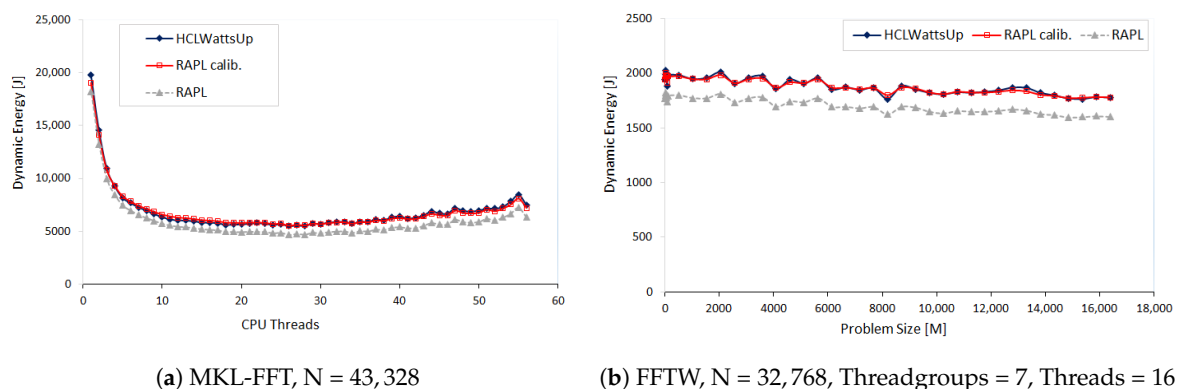 25,000
20,000
15,000
10,000
5000
0
Dynamic Energy [J]
HCLWattsUp
RAPL calib.
RAPL
0 10 20 30 40 50 60
CPU Threads
(a) MKL-FFT, N = 43,328
2500
2000
1500
1000
500
0
Dynamic Energy [J]
HCLWattsUp RAPL calib. RAPL
0 2000 4000 6000 8000 10,000 12,000 14,000 16,000 18,000
Problem Size [M]
(b) FFTW, N = 32,768, Threadgroups = 7, Threads = 16